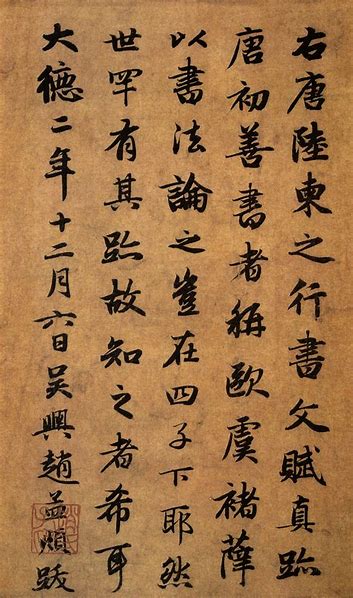 右唐陸柬之行書文賦真跡
唐初善書者稱歐虞褚薛
以書法論之豈在四子下耶然
世罕有其跡故知之者希耳
大德二年十二月六日吴興趙孟頫跋